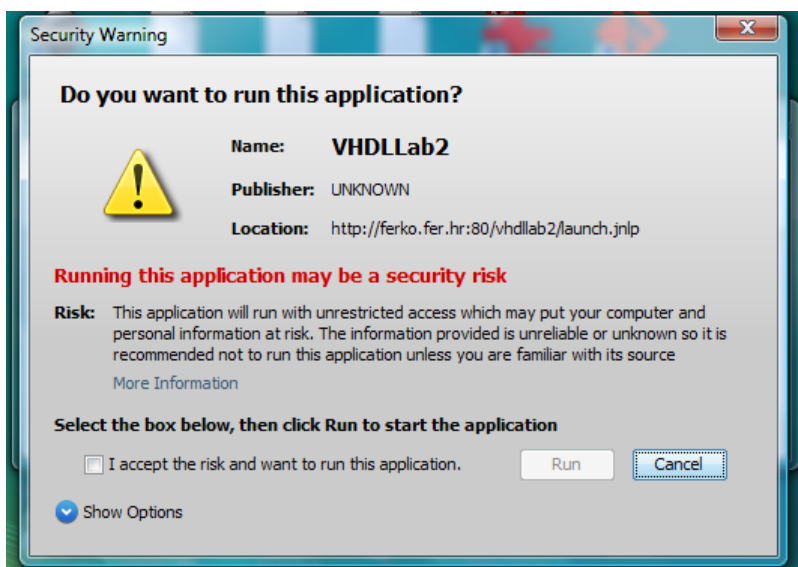 Security Warning
Do you want to run this application?
Name: VHDLLab2
Publisher: UNKNOWN
Location: http://ferko.fer.hr:80/vhdllab2/launch.jnlp
Running this application may be a security risk
Risk: This application will run with unrestricted access which may put your computer and
personal information at risk. The information provided is unreliable or unknown so it is
recommended not to run this application unless you are familiar with its source
More Information
Select the box below, then click Run to start the application
I accept the risk and want to run this application. Run Cancel
Show Options